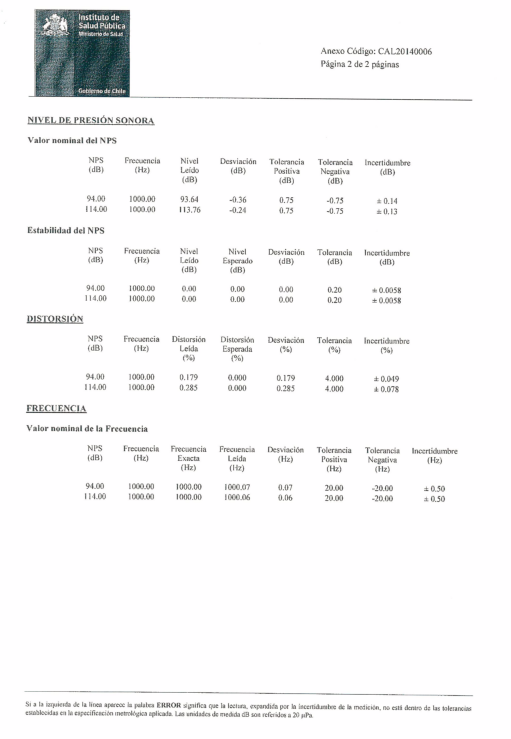 Instituto de
Salud Pública
Ministerio de Salud
Gobierno de Chile
Anexo Código: CAL20140006
Página 2 de 2 páginas
NIVEL DE PRESIÓN SONORA
Valor nominal del NPS
NPS Frecuencia Nivel Desviación Tolerancia Tolerancia Incertidumbre
(dB) (Hz) Leído (dB) Positiva Negativa (dB)
(dB) (dB) (dB)
94.00 1000.00 93.64 -0.36 0.75 -0.75 ± 0.14
114.00 1000.00 113.76 -0.24 0.75 -0.75 ± 0.13
Estabilidad del NPS
NPS Frecuencia Nivel Nivel Desviación Tolerancia Incertidumbre
(dB) (Hz) Leído Esperado (dB) (dB) (dB)
(dB) (dB)
94.00 1000.00 0.00 0.00 0.00 0.20 ± 0.0058
114.00 1000.00 0.00 0.00 0.00 0.20 ± 0.0058
DISTORSIÓN
NPS Frecuencia Distorsión Distorsión Desviación Tolerancia Incertidumbre
(dB) (Hz) Leída Esperada (%) (%) (%)
(%) (%)
94.00 1000.00 0.179 0.000 0.179 4.000 ± 0.049
114.00 1000.00 0.285 0.000 0.285 4.000 ± 0.078
FRECUENCIA
Valor nominal de la Frecuencia
NPS Frecuencia Frecuencia Frecuencia Desviación Tolerancia Tolerancia Incertidumbre
(dB) (Hz) Exacta Leída (Hz) Positiva Negativa (Hz)
(Hz) (Hz) (Hz) (Hz)
94.00 1000.00 1000.00 1000.07 0.07 20.00 -20.00 ± 0.50
114.00 1000.00 1000.00 1000.06 0.06 20.00 -20.00 ± 0.50
Si a la izquierda de la línea aparece la palabra ERROR significa que la lectura, expandida por la incertidumbre de la medición, no está dentro de las tolerancias
establecidas en la especificación metrológica aplicada. Las unidades de medida dB son referidos a 20 µPa.